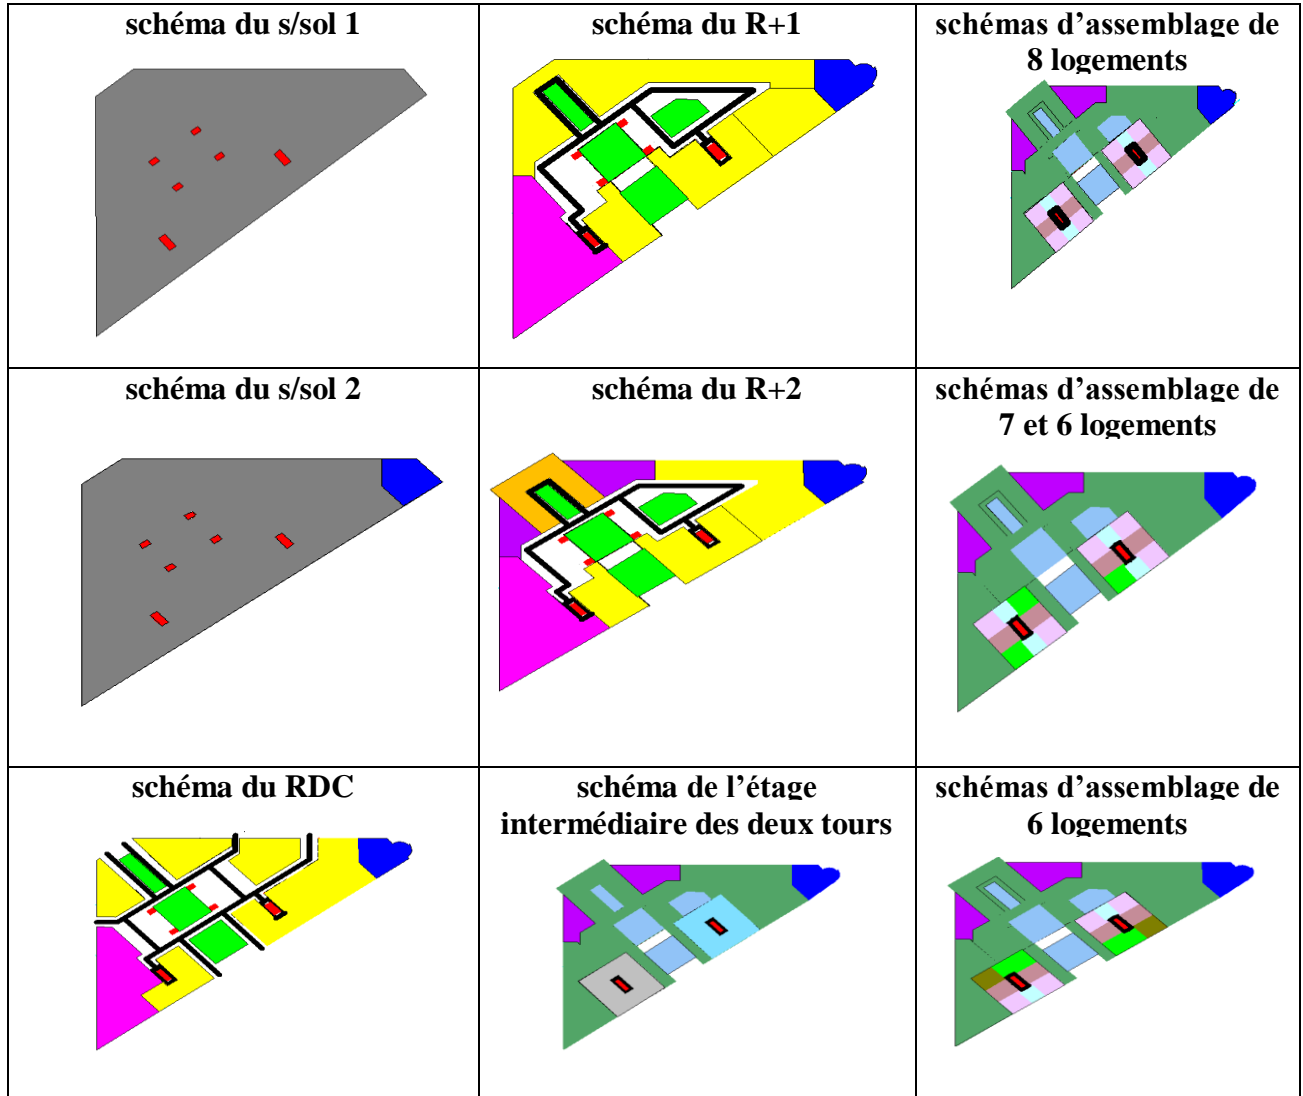 schéma du s/sol 1
schéma du R+1
schémas d’assemblage de
8 logements
schéma du s/sol 2
schéma du R+2
schémas d’assemblage de
7 et 6 logements
schéma du RDC
schéma de l’étage
intermédiaire des deux tours
schémas d’assemblage de
6 logements